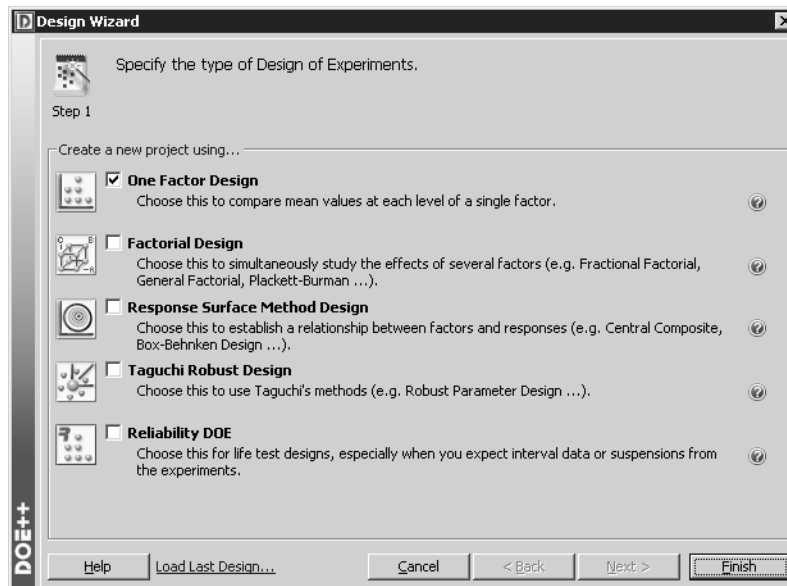 Design Wizard
Specify the type of Design of Experiments.
Step 1
Create a new project using...
One Factor Design
Choose this to compare mean values at each level of a single factor.
Factorial Design
Choose this to simultaneously study the effects of several factors (e.g. Fractional Factorial,
General Factorial, Plackett-Burman ...).
Response Surface Method Design
Choose this to establish a relationship between factors and responses (e.g. Central Composite,
Box-Behnken Design ...).
Taguchi Robust Design
Choose this to use Taguchi's methods (e.g. Robust Parameter Design ...).
Reliability DOE
Choose this for life test designs, especially when you expect interval data or suspensions from
the experiments.
DOE++
Help
Load Last Design...
Cancel
< Back
Next >
Finish